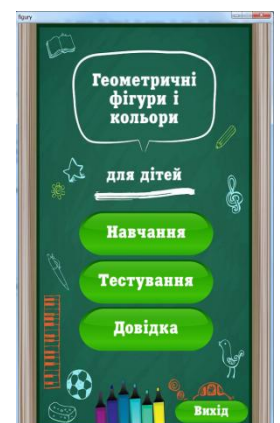 figury
Геометричні
фігури і
кольори
для дітей
Навчання
Тестування
Довідка
Вихід